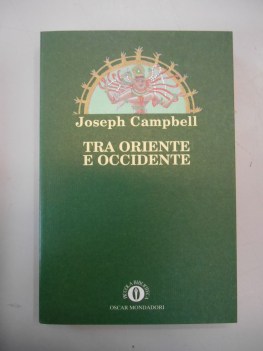 Joseph Campbell
TRA ORIENTE
E OCCIDENTE
OSCAR MONDADORI